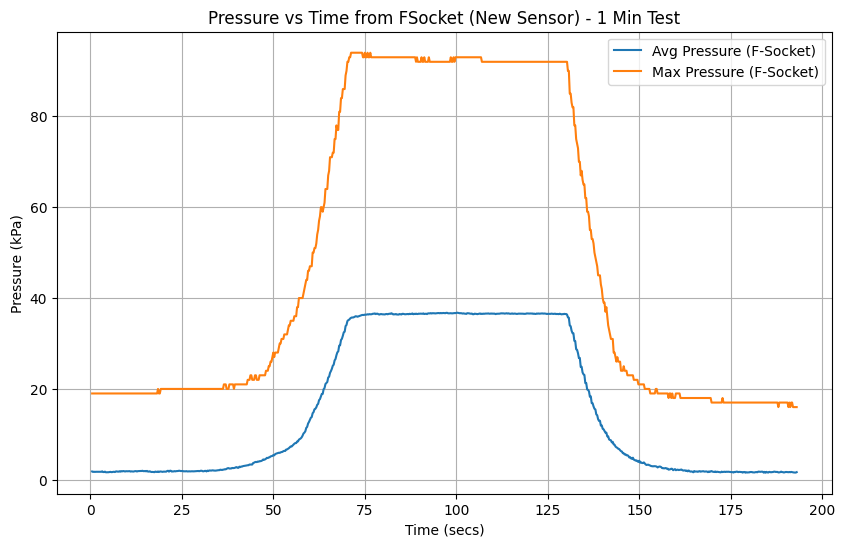 Pressure vs Time from FSocket (New Sensor) - 1 Min Test
Avg Pressure (F-Socket)
Max Pressure (F-Socket)
Pressure (kPa)
80
60
40
20
0
0 25 50 75 100 125 150 175 200
Time (secs)